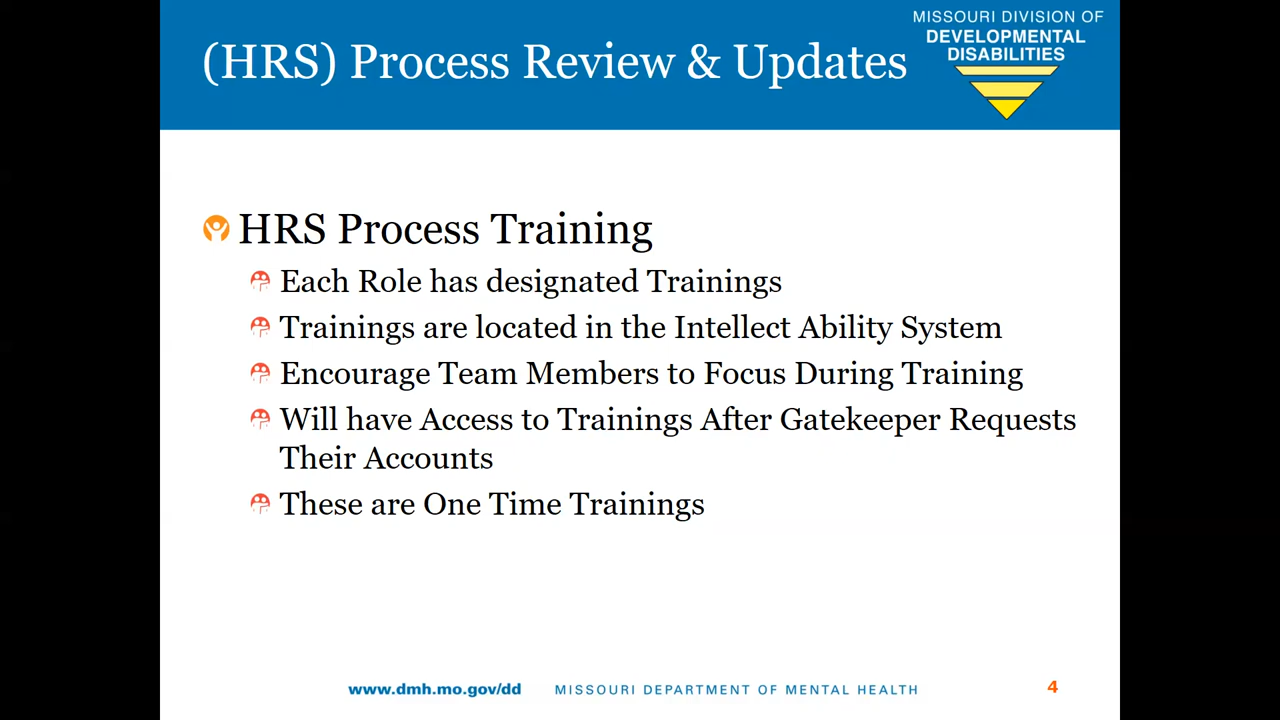 (HRS) Process Review & Updates
MISSOURI DIVISION OF
DEVELOPMENTAL
DISABILITIES
HRS Process Training
Each Role has designated Trainings
Trainings are located in the Intellect Ability System
Encourage Team Members to Focus During Training
Will have Access to Trainings After Gatekeeper Requests
Their Accounts
These are One Time Trainings
www.dmh.mo.gov/dd
MISSOURI DEPARTMENT OF MENTAL HEALTH
4